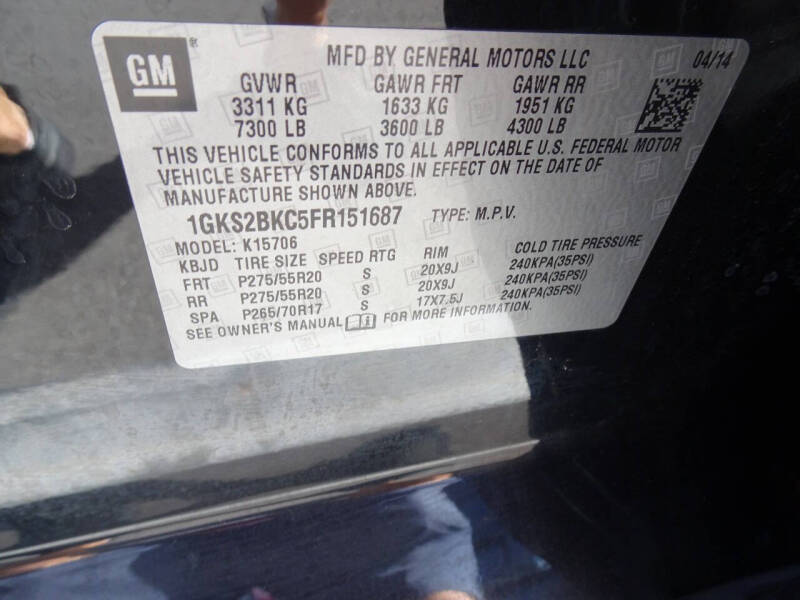 GM
MFD BY GENERAL MOTORS LLC 04/14
GVWR GAWR FRT GAWR RR
3311 KG 1633 KG 1951 KG
7300 LB 3600 LB 4300 LB
THIS VEHICLE CONFORMS TO ALL APPLICABLE U.S. FEDERAL MOTOR
VEHICLE SAFETY STANDARDS IN EFFECT ON THE DATE OF
MANUFACTURE SHOWN ABOVE.
1GKS2BKC5FR151687 TYPE: M.P.V.
MODEL: K15706
KBJD TIRE SIZE SPEED RTG RIM COLD TIRE PRESSURE
FRT P275/55R20 S 20X9J 240KPA(35PSI)
RR P275/55R20 S 20X9J 240KPA(35PSI)
SPA P265/70R17 S 17X7.5J 240KPA(35PSI)
SEE OWNER'S MANUAL FOR MORE INFORMATION.